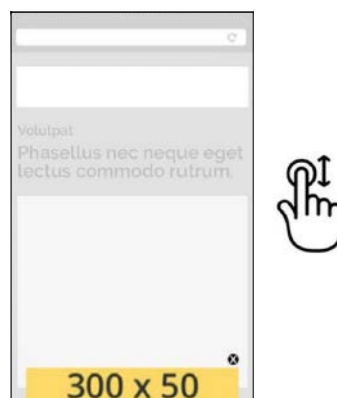 Volutpat
Phasellus nec neque eget
lectus commodo rutrum.
300 x 50